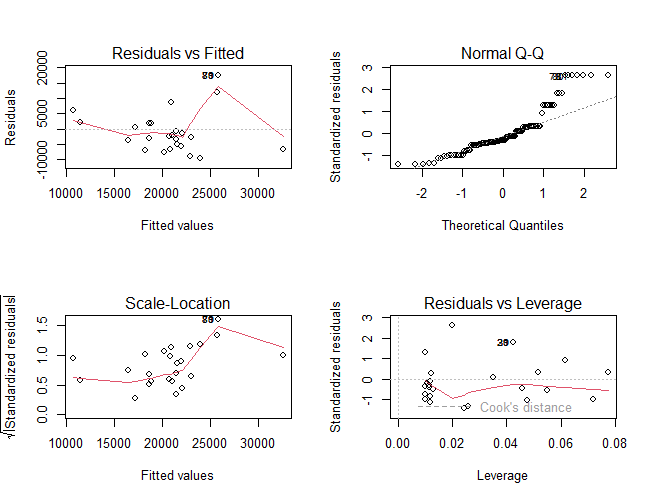 Residuals vs Fitted
Residuals
-10000
5000
20000
10000 15000 20000 25000 30000
Fitted values
Normal Q-Q
Standardized residuals
-1 0 1 2 3
-2 -1 0 1 2
Theoretical Quantiles
Scale-Location
√|Standardized residuals|
0.0 0.5 1.0 1.5
10000 15000 20000 25000 30000
Fitted values
Residuals vs Leverage
Standardized residuals
-1 0 1 2 3
Cook's distance
0.00 0.02 0.04 0.06 0.08
Leverage